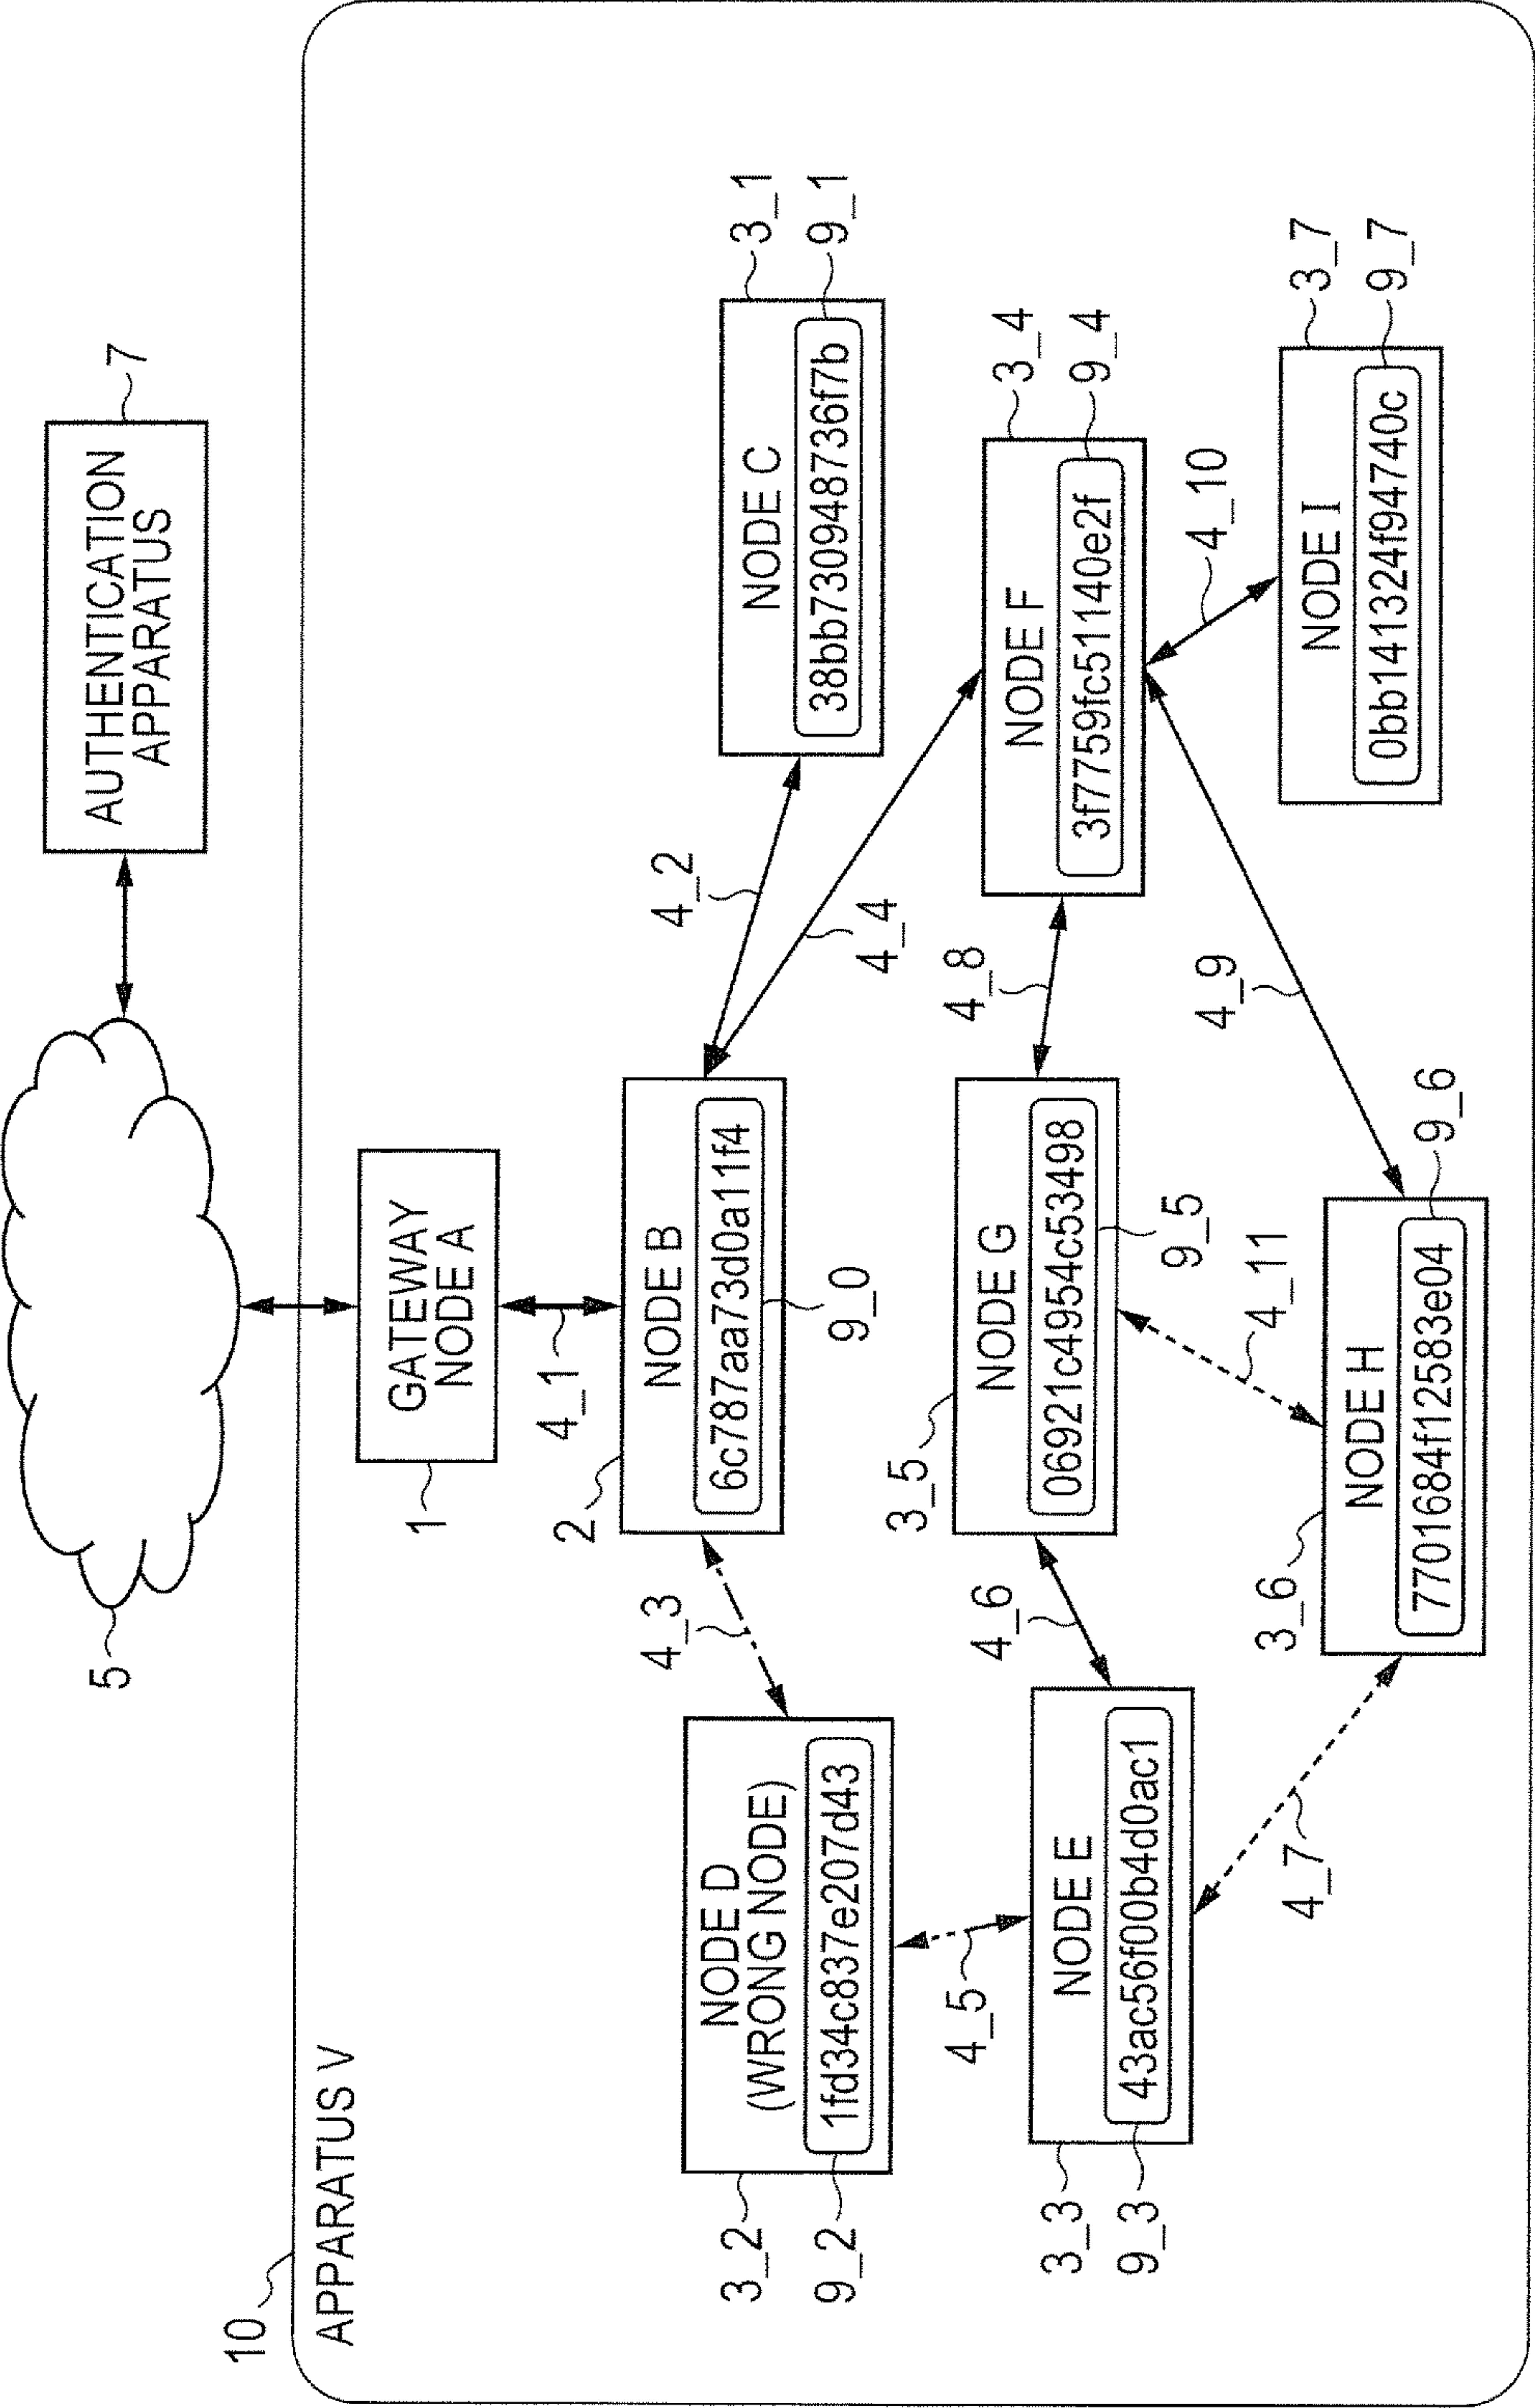 5
AUTHENTICATION
APPARATUS
7
10
APPARATUS V
GATEWAY
NODE A
1
4_1
2
NODE B
6c787aa73d0a11f4
9_0
4_3
4_2
4_4
NODE C
38bb730948736f7b
3_1
9_1
NODE D
(WRONG NODE)
1fd34c837e207d43
3_2
9_2
4_5
NODE E
43ac56f00b4d0ac1
3_3
9_3
4_6
4_7
3_5
NODE G
06921c4954c53498
9_5
4_8
NODE F
3f7759fc51140e2f
3_4
9_4
4_11
4_9
4_10
3_6
NODE H
7701684f12583e04
9_6
NODE I
0bb141324f94740c
3_7
9_7